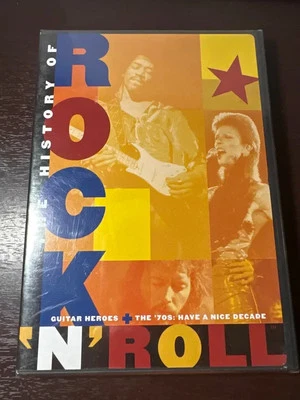 THE HISTORY OF
ROCK
GUITAR HEROES + THE '70S: HAVE A NICE DECADE
'N' ROLL